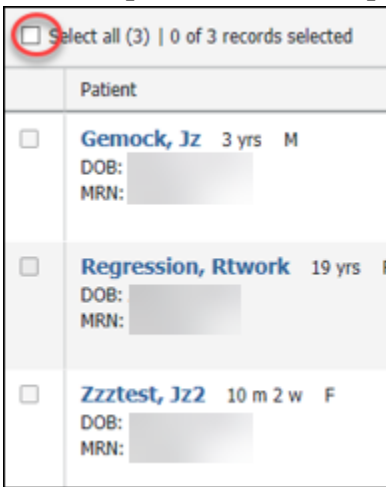 Select all (3) | 0 of 3 records selected
Patient
Gemock, Jz 3 yrs M
DOB:
MRN:
Regression, Rtwork 19 yrs
DOB:
MRN:
Zzztest, Jz2 10 m 2 w F
DOB:
MRN: